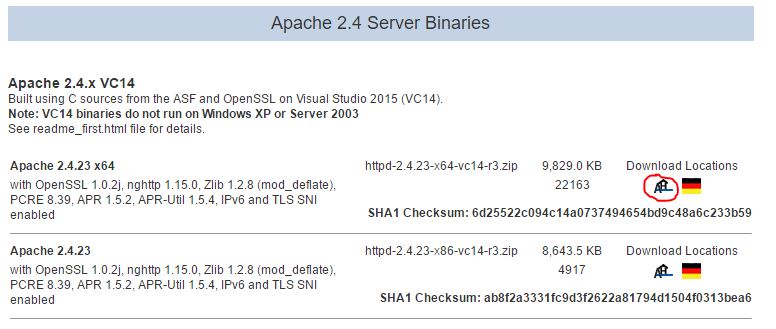 Apache 2.4 Server Binaries
Apache 2.4.x VC14
Built using C sources from the ASF and OpenSSL on Visual Studio 2015 (VC14).
Note: VC14 binaries do not run on Windows XP or Server 2003
See readme_first.html file for details.
Apache 2.4.23 x64 httpd-2.4.23-x64-vc14-r3.zip 9,829.0 KB Download Locations
with OpenSSL 1.0.2j, nghttp 1.15.0, Zlib 1.2.8 (mod_deflate), 22163
PCRE 8.39, APR 1.5.2, APR-Util 1.5.4, IPv6 and TLS SNI
enabled
SHA1 Checksum: 6d25522c094c14a0737494654bd9c48a6c233b59
Apache 2.4.23 httpd-2.4.23-x86-vc14-r3.zip 8,643.5 KB Download Locations
with OpenSSL 1.0.2j, nghttp 1.15.0, Zlib 1.2.8 (mod_deflate), 4917
PCRE 8.39, APR 1.5.2, APR-Util 1.5.4, IPv6 and TLS SNI
enabled
SHA1 Checksum: ab8f2a3331fc9d3f2622a81794d1504f0313bea6